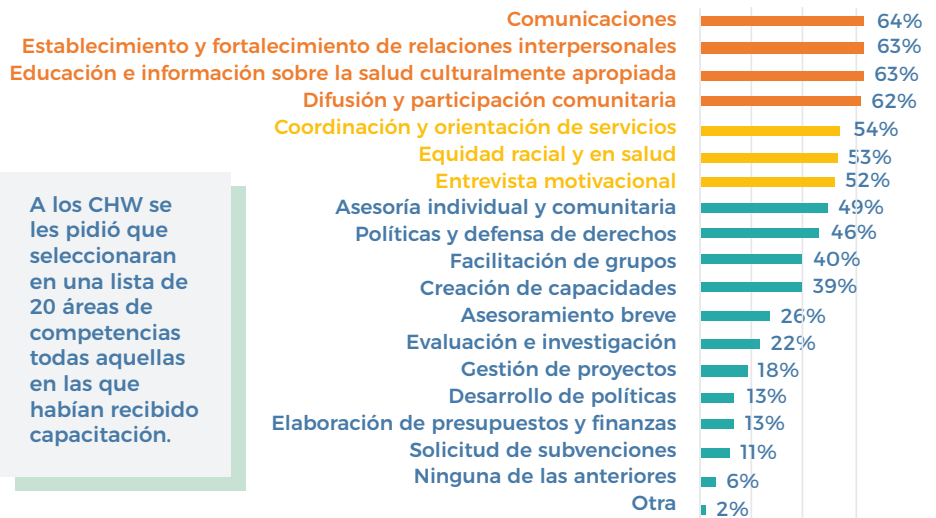 Comunicaciones 64%
Establecimiento y fortalecimiento de relaciones interpersonales 63%
Educación e información sobre la salud culturalmente apropiada 63%
Difusión y participación comunitaria 62%
Coordinación y orientación de servicios 54%
Equidad racial y en salud 53%
Entrevista motivacional 52%
Asesoría individual y comunitaria 49%
Políticas y defensa de derechos 46%
Facilitación de grupos 40%
Creación de capacidades 39%
Asesoramiento breve 26%
Evaluación e investigación 22%
Gestión de proyectos 18%
Desarrollo de políticas 13%
Elaboración de presupuestos y finanzas 13%
Solicitud de subvenciones 11%
Ninguna de las anteriores 6%
Otra 2%
A los CHW se
les pidió que
seleccionaran
en una lista de
20 áreas de
competencias
todas aquellas
en las que
habían recibido
capacitación.